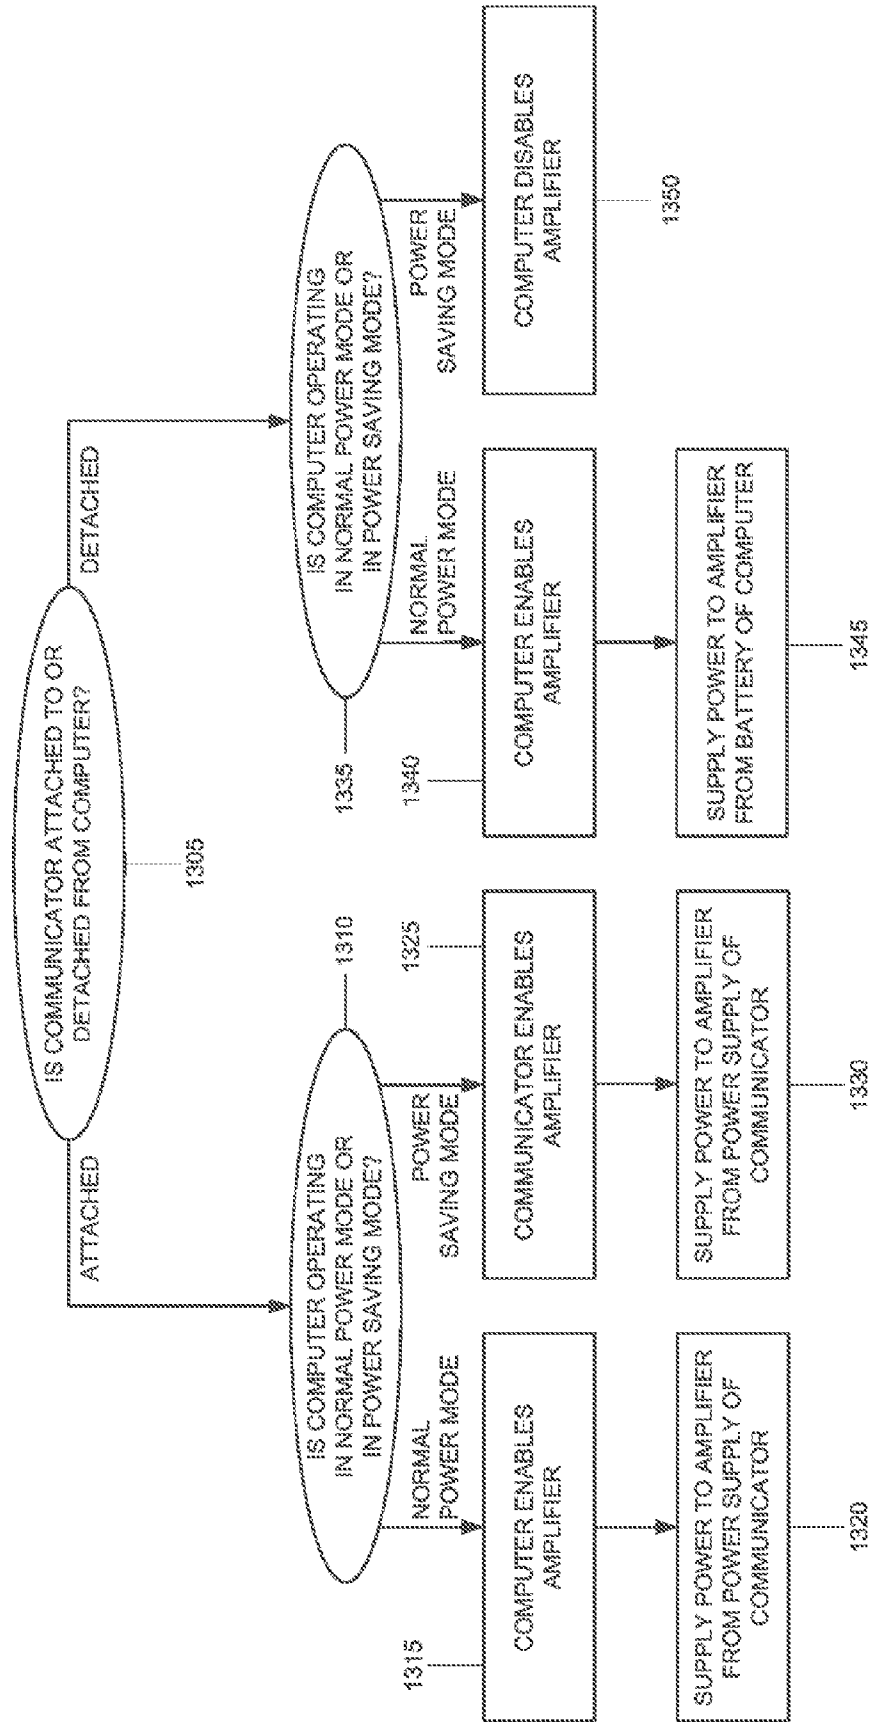 IS COMMUNICATOR ATTACHED TO OR
DETACHED FROM COMPUTER?
1305
ATTACHED
DETACHED
IS COMPUTER OPERATING
IN NORMAL POWER MODE OR
IN POWER SAVING MODE?
1310
IS COMPUTER OPERATING
IN NORMAL POWER MODE OR
IN POWER SAVING MODE?
1335
NORMAL
POWER MODE
POWER
SAVING MODE
NORMAL
POWER MODE
POWER
SAVING MODE
1315
COMPUTER ENABLES
AMPLIFIER
1325
COMMUNICATOR ENABLES
AMPLIFIER
1340
COMPUTER ENABLES
AMPLIFIER
COMPUTER DISABLES
AMPLIFIER
1350
SUPPLY POWER TO AMPLIFIER
FROM POWER SUPPLY OF
COMMUNICATOR
1320
SUPPLY POWER TO AMPLIFIER
FROM POWER SUPPLY OF
COMMUNICATOR
1330
SUPPLY POWER TO AMPLIFIER
FROM BATTERY OF COMPUTER
1345